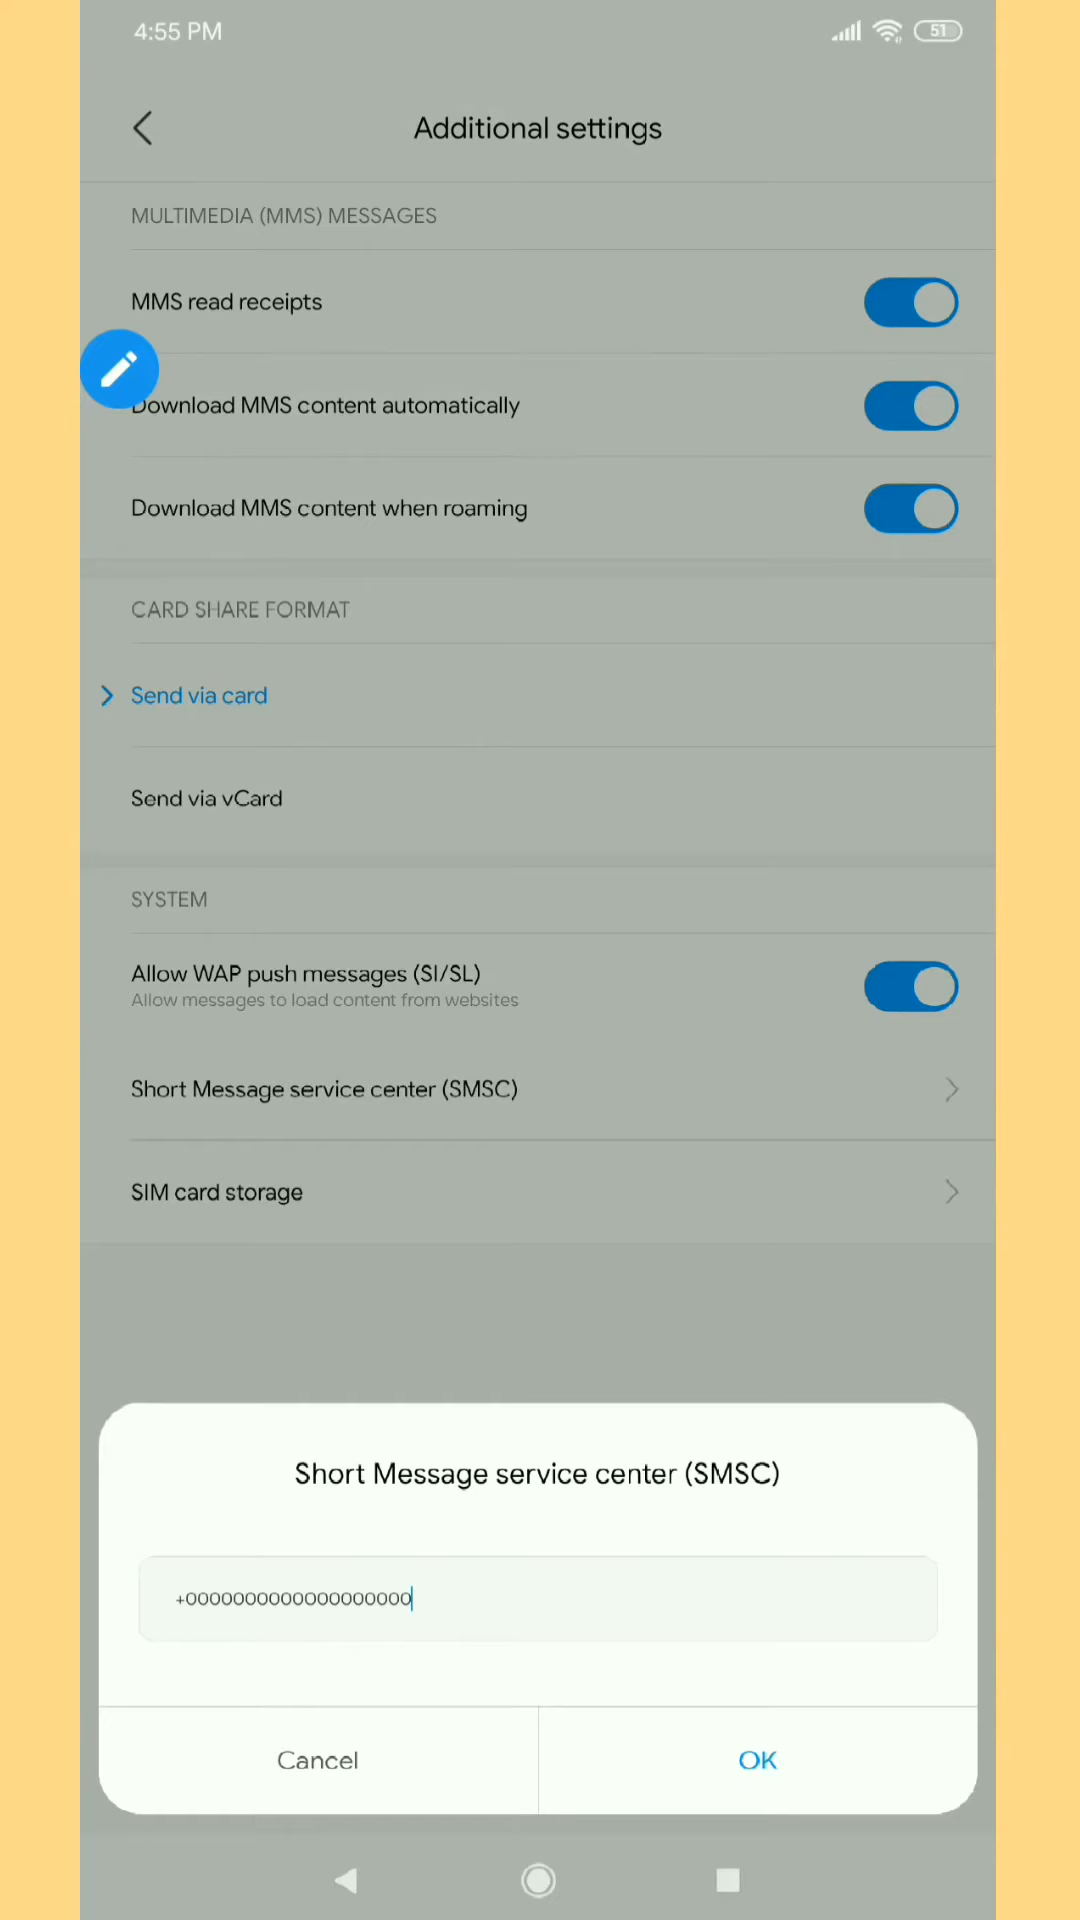 4:55 PM
51
Additional settings
MULTIMEDIA (MMS) MESSAGES
MMS read receipts
Download MMS content automatically
Download MMS content when roaming
CARD SHARE FORMAT
Send via card
Send via vCard
SYSTEM
Allow WAP push messages (SI/SL)
Allow messages to load content from websites
Short Message service center (SMSC)
SIM card storage
Short Message service center (SMSC)
+0000000000000000000
Cancel
OK